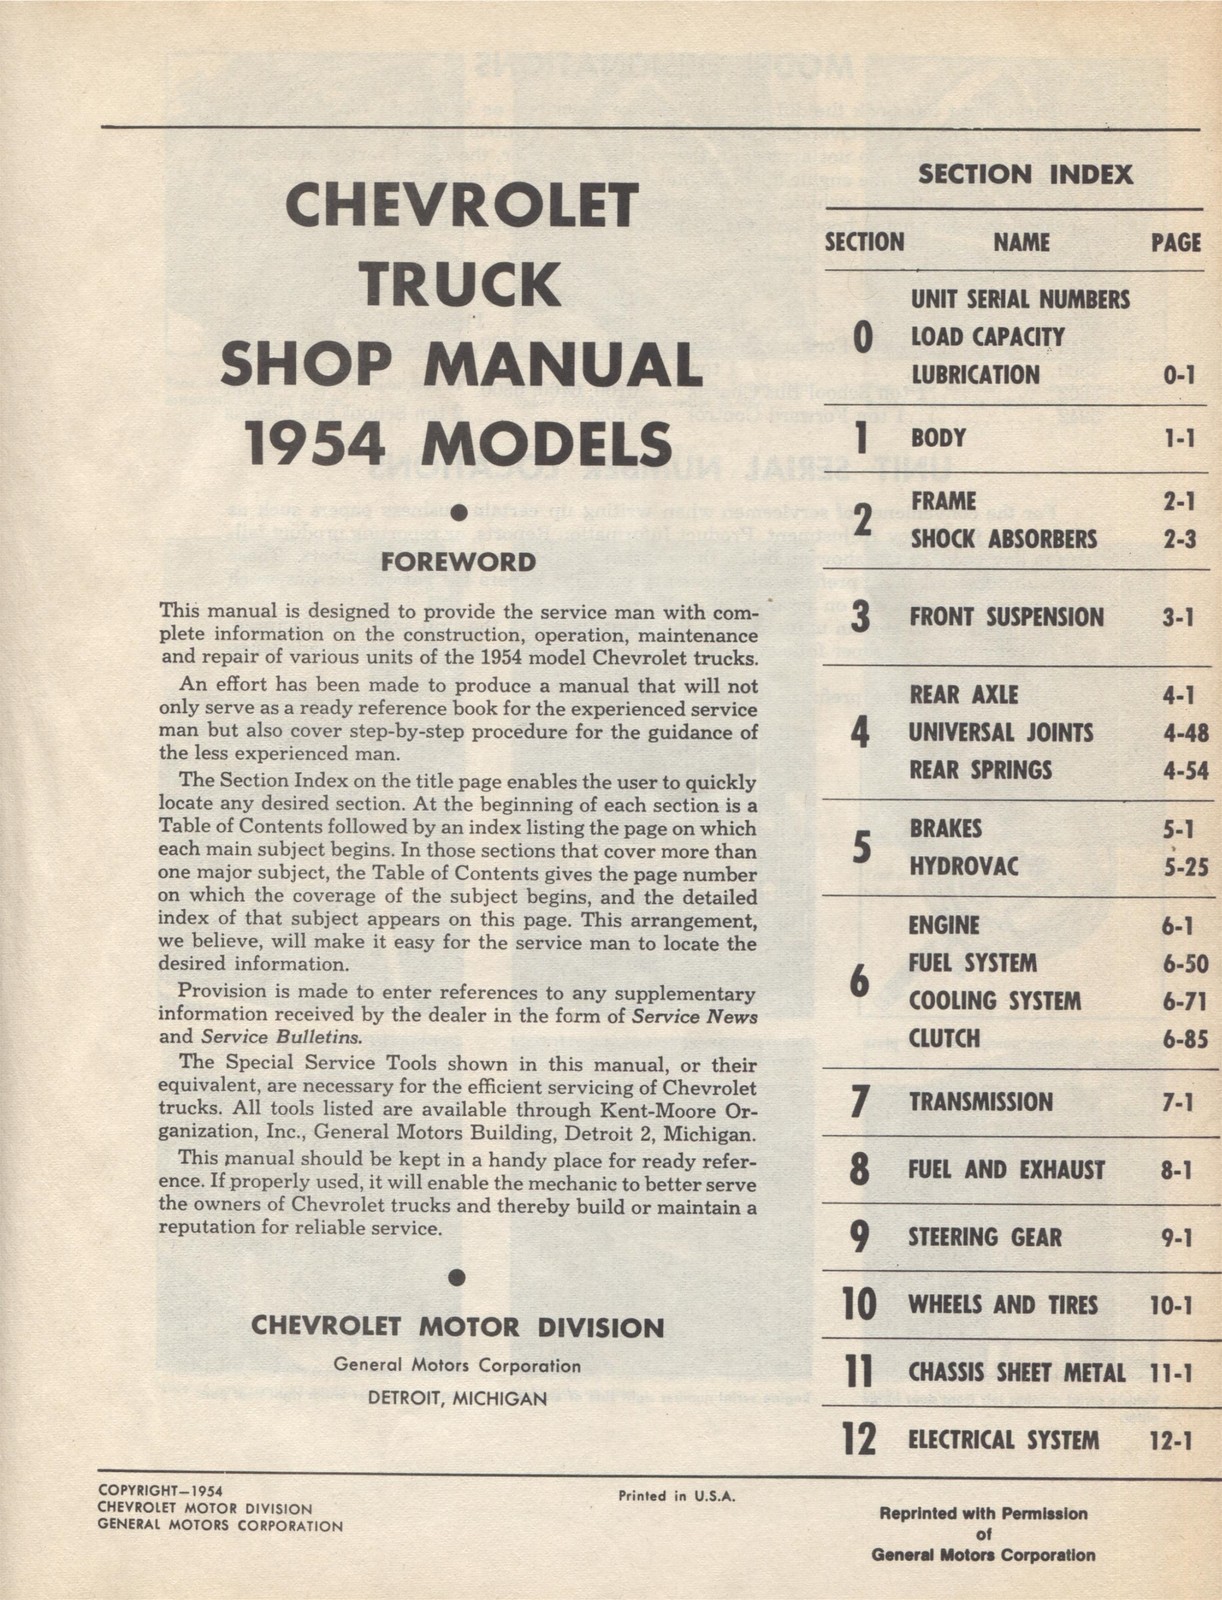 CHEVROLET
TRUCK
SHOP MANUAL
1954 MODELS
●
FOREWORD
This manual is designed to provide the service man with com-
plete information on the construction, operation, maintenance
and repair of various units of the 1954 model Chevrolet trucks.
An effort has been made to produce a manual that will not
only serve as a ready reference book for the experienced service
man but also cover step-by-step procedure for the guidance of
the less experienced man.
The Section Index on the title page enables the user to quickly
locate any desired section. At the beginning of each section is a
Table of Contents followed by an index listing the page on which
each main subject begins. In those sections that cover more than
one major subject, the Table of Contents gives the page number
on which the coverage of the subject begins, and the detailed
index of that subject appears on this page. This arrangement,
we believe, will make it easy for the service man to locate the
desired information.
Provision is made to enter references to any supplementary
information received by the dealer in the form of Service News
and Service Bulletins.
The Special Service Tools shown in this manual, or their
equivalent, are necessary for the efficient servicing of Chevrolet
trucks. All tools listed are available through Kent-Moore Or-
ganization, Inc., General Motors Building, Detroit 2, Michigan.
This manual should be kept in a handy place for ready refer-
ence. If properly used, it will enable the mechanic to better serve
the owners of Chevrolet trucks and thereby build or maintain a
reputation for reliable service.
●
CHEVROLET MOTOR DIVISION
General Motors Corporation
DETROIT, MICHIGAN
SECTION INDEX
SECTION NAME PAGE
UNIT SERIAL NUMBERS
0 LOAD CAPACITY
LUBRICATION 0-1
1 BODY 1-1
2 FRAME 2-1
SHOCK ABSORBERS 2-3
3 FRONT SUSPENSION 3-1
REAR AXLE 4-1
4 UNIVERSAL JOINTS 4-48
REAR SPRINGS 4-54
5 BRAKES 5-1
HYDROVAC 5-25
ENGINE 6-1
FUEL SYSTEM 6-50
6 COOLING SYSTEM 6-71
CLUTCH 6-85
7 TRANSMISSION 7-1
8 FUEL AND EXHAUST 8-1
9 STEERING GEAR 9-1
10 WHEELS AND TIRES 10-1
11 CHASSIS SHEET METAL 11-1
12 ELECTRICAL SYSTEM 12-1
COPYRIGHT—1954
CHEVROLET MOTOR DIVISION
GENERAL MOTORS CORPORATION
Printed in U.S.A.
Reprinted with Permission
of
General Motors Corporation